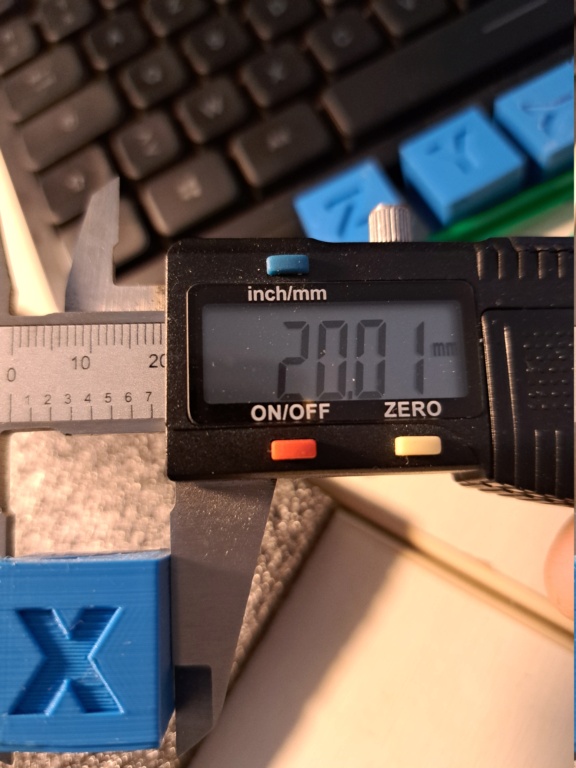 Z
Y
X
inch/mm
20.01 mm
0 10 20
1 2 3 4 5 6 7
ON/OFF ZERO
X